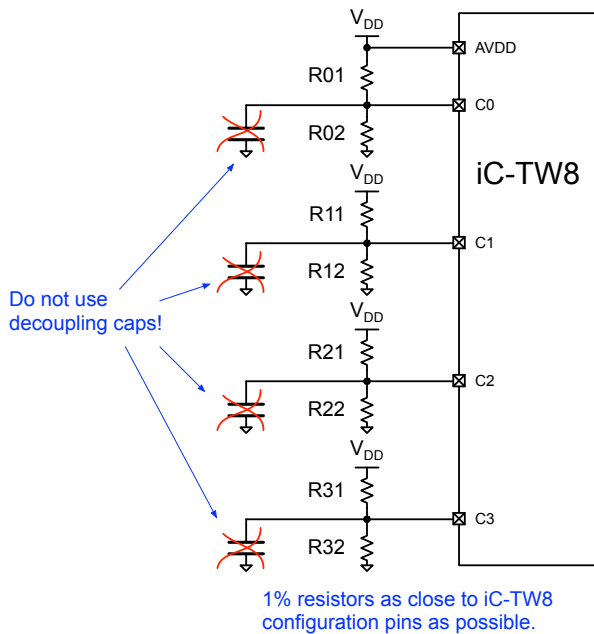 VDD
AVDD
R01
C0
R02
iC-TW8
VDD
R11
C1
R12
Do not use
decoupling caps!
VDD
R21
C2
R22
VDD
R31
C3
R32
1% resistors as close to iC-TW8
configuration pins as possible.